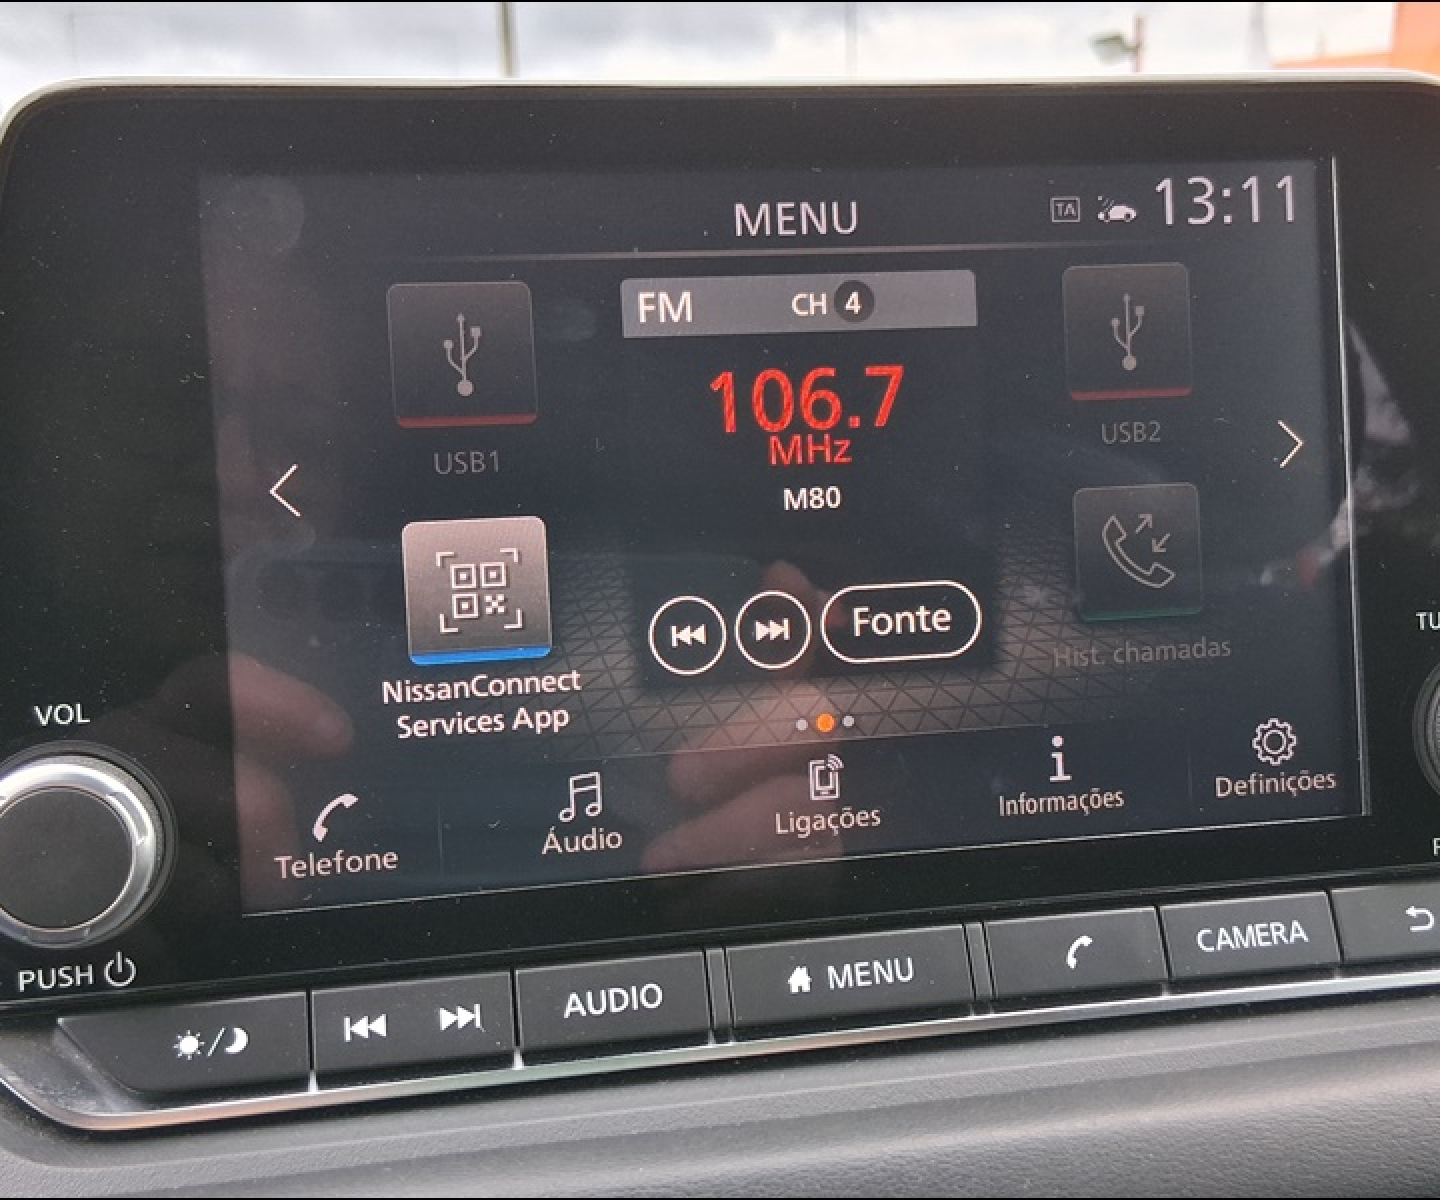 MENU
TA
13:11
FM CH 4
106.7
MHz
M80
USB1
USB2
NissanConnect
Services App
Fonte
Hist. chamadas
Telefone
Áudio
Ligações
Informações
Definições
VOL
PUSH
AUDIO
MENU
CAMERA